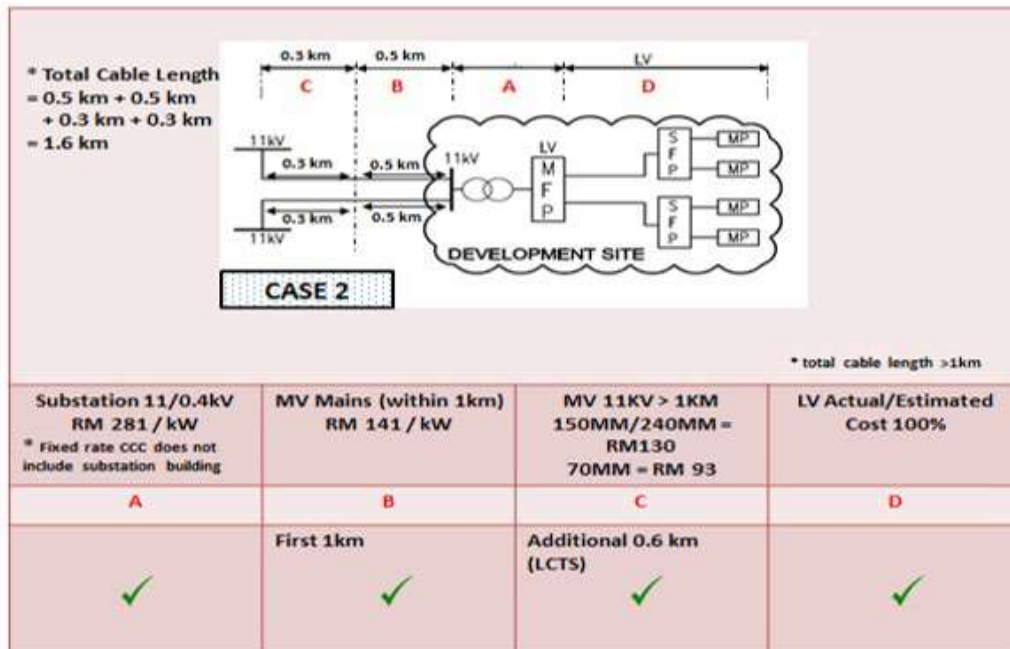 * Total Cable Length
= 0.5 km + 0.5 km
+ 0.3 km + 0.3 km
= 1.6 km
0.3 km
0.5 km
LV
C
B
A
D
11kV
0.3 km
0.5 km
11kV
LV
M
F
P
S
F
P
MP
MP
0.3 km
0.5 km
11kV
S
F
P
MP
MP
DEVELOPMENT SITE
CASE 2
* total cable length >1km
Substation 11/0.4kV
RM 281 / kW
* Fixed rate CCC does not
include substation building
MV Mains (within 1km)
RM 141 / kW
MV 11KV > 1KM
150MM/240MM =
RM130
70MM = RM 93
LV Actual/Estimated
Cost 100%
A
B
C
D
First 1km
Additional 0.6 km
(LCTS)